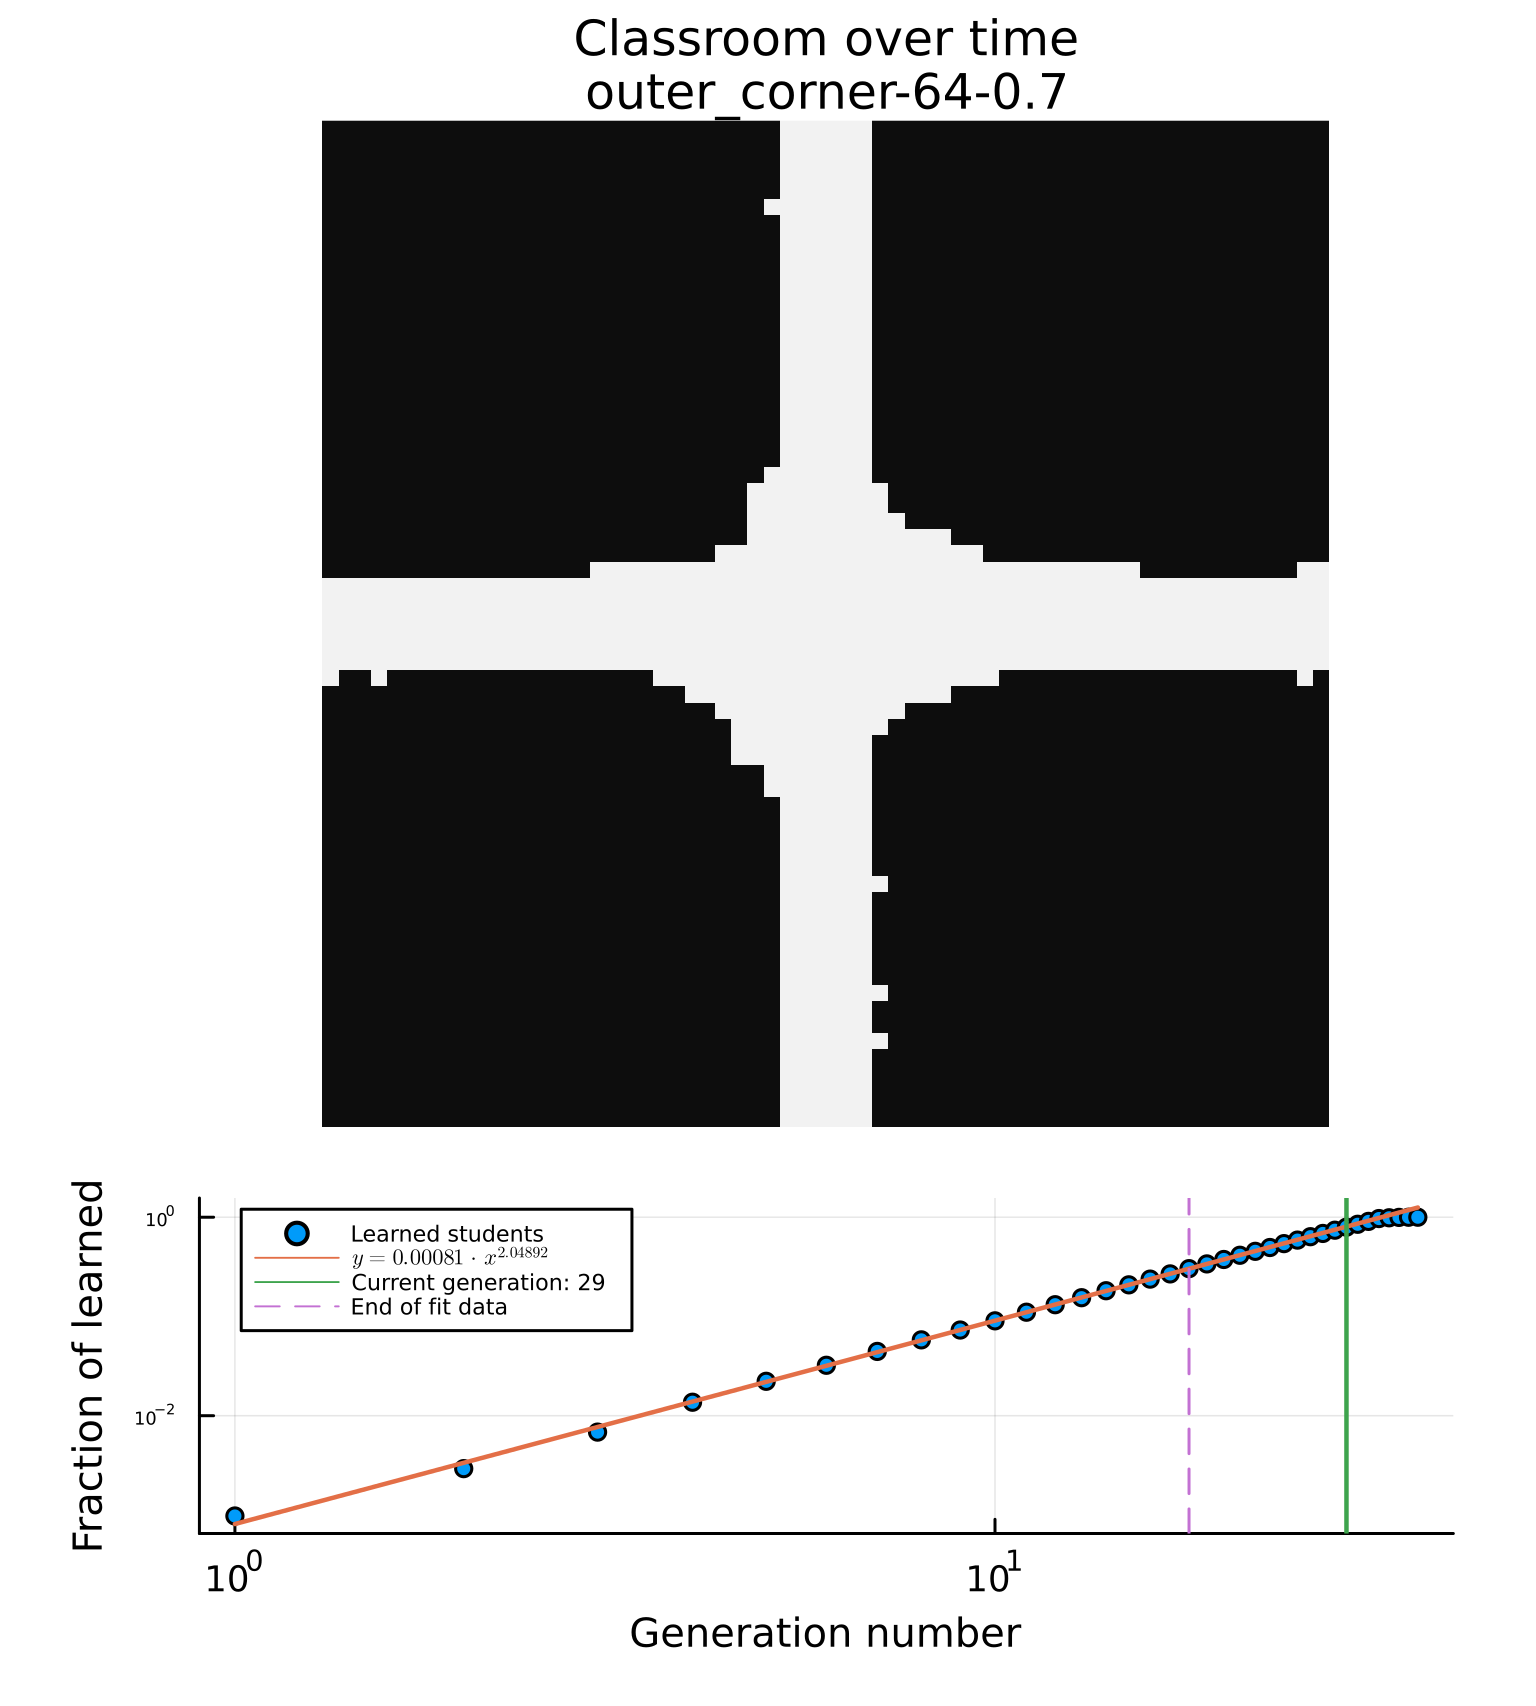 Classroom over time
outer_corner-64-0.7
10^0
10^-2
Fraction of learned
Learned students
y = 0.00081 · x^2.04892
Current generation: 29
End of fit data
10^0
10^1
Generation number